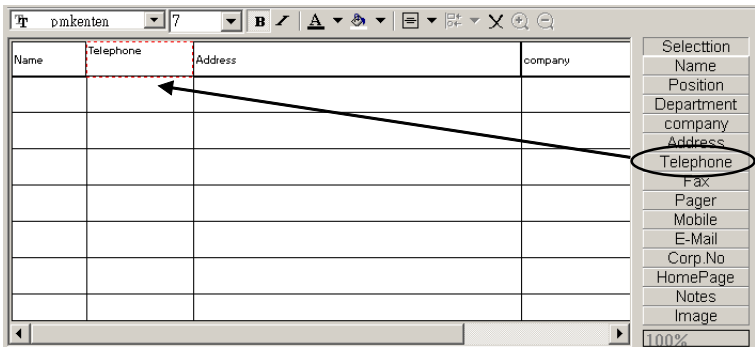 pmkenten 7 B I A
Name Telephone Address company
Selecttion
Name
Position
Department
company
Address
Telephone
Fax
Pager
Mobile
E-Mail
Corp.No
HomePage
Notes
Image
100%